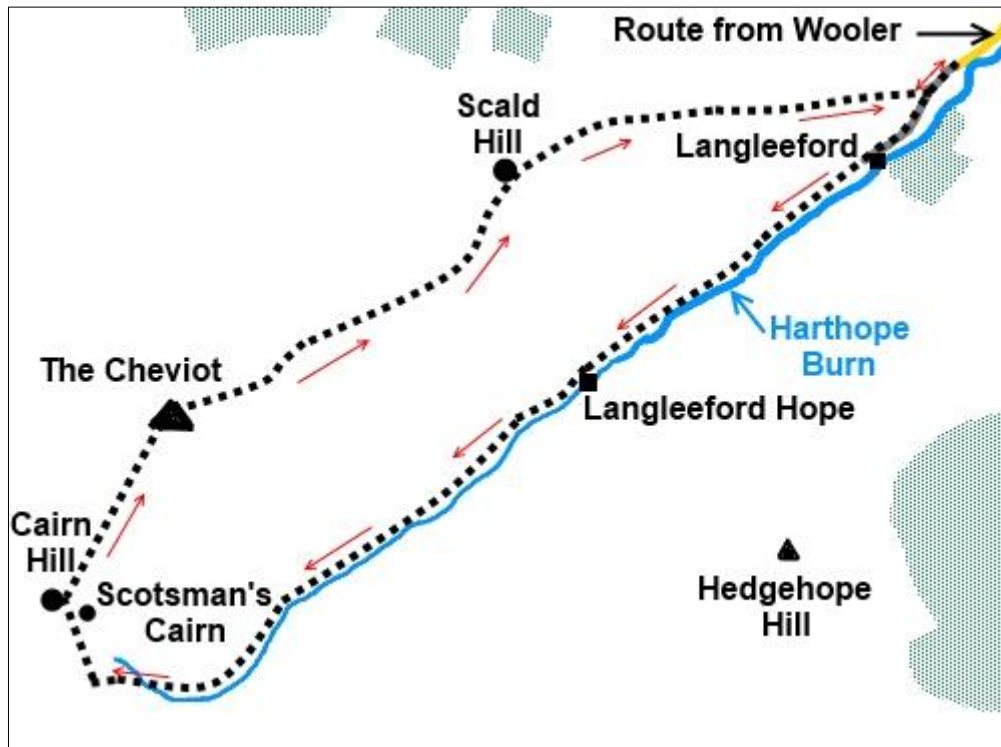 Route from Wooler
Scald
Hill
Langleeford
Harthope
Burn
The Cheviot
Langleeford Hope
Cairn
Hill
Scotsman's
Cairn
Hedgehope
Hill